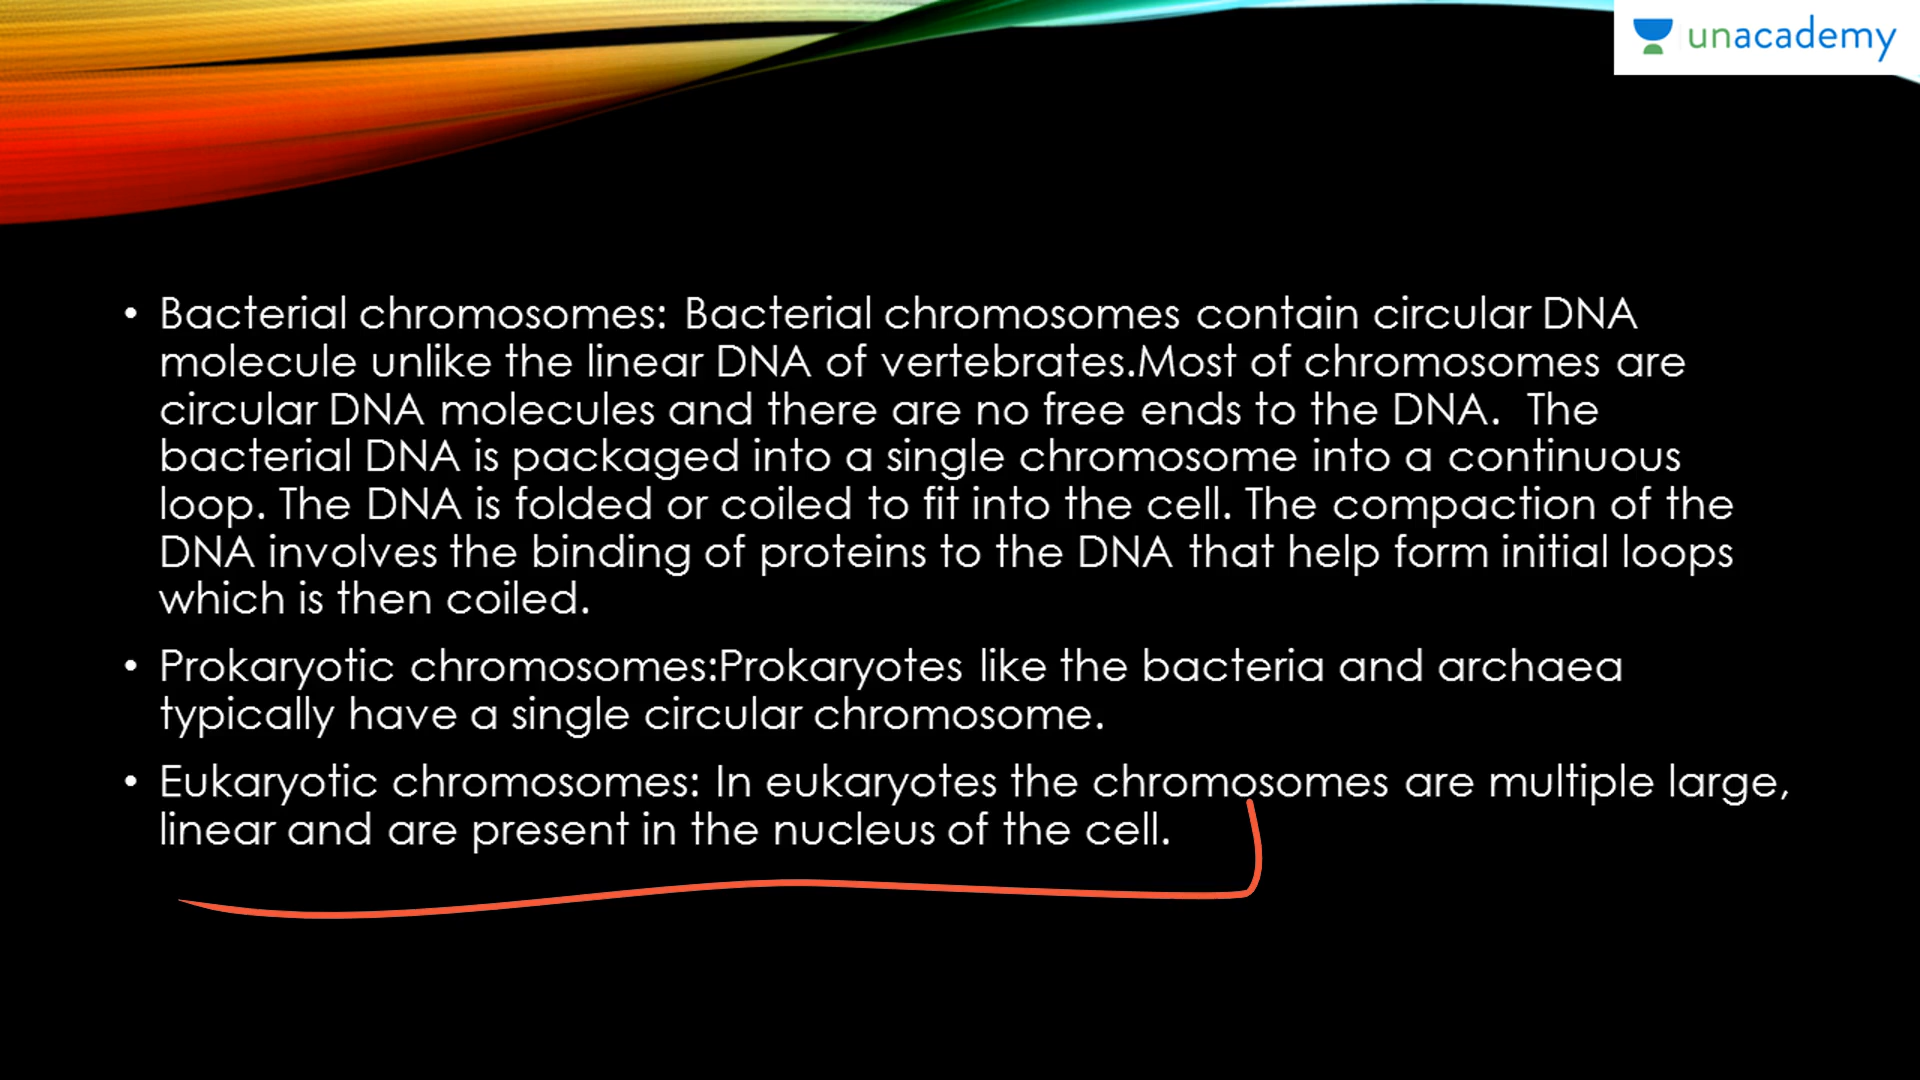 unacademy
• Bacterial chromosomes: Bacterial chromosomes contain circular DNA
molecule unlike the linear DNA of vertebrates.Most of chromosomes are
circular DNA molecules and there are no free ends to the DNA.  The
bacterial DNA is packaged into a single chromosome into a continuous
loop. The DNA is folded or coiled to fit into the cell. The compaction of the
DNA involves the binding of proteins to the DNA that help form initial loops
which is then coiled.
• Prokaryotic chromosomes:Prokaryotes like the bacteria and archaea
typically have a single circular chromosome.
• Eukaryotic chromosomes: In eukaryotes the chromosomes are multiple large,
linear and are present in the nucleus of the cell.